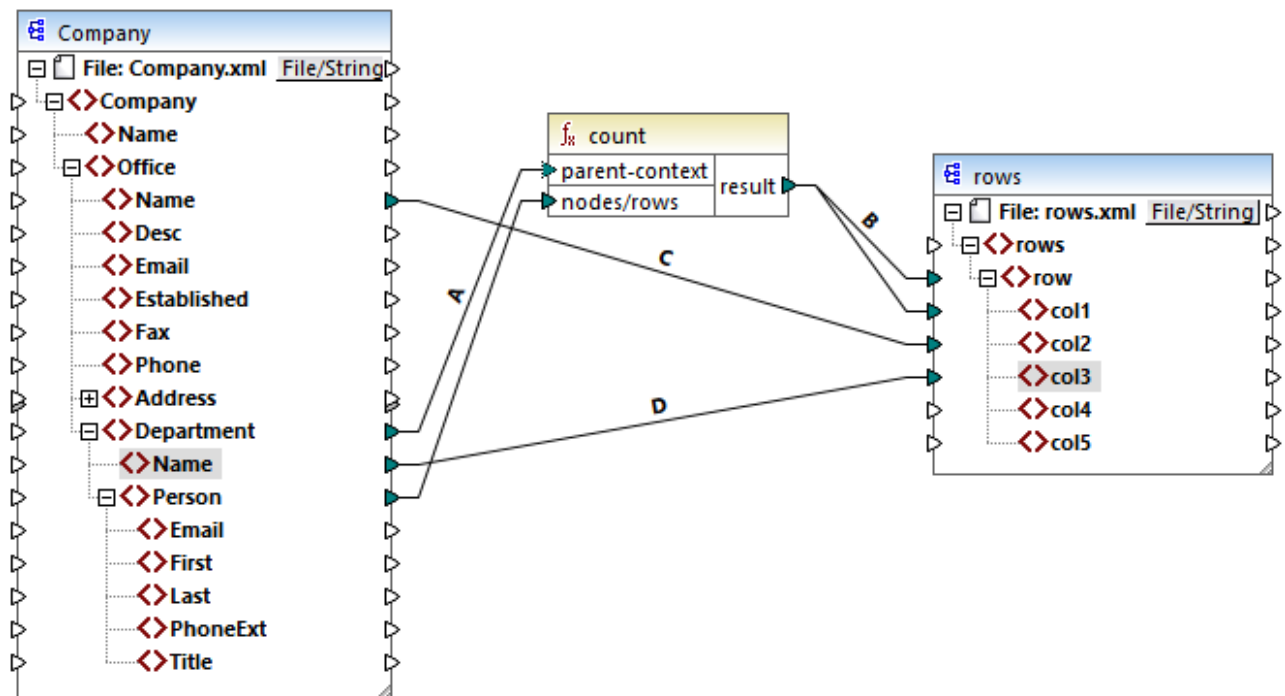 Company
File: Company.xml File/String
Company
Name
Office
Name
Desc
Email
Established
Fax
Phone
Address
Department
Name
Person
Email
First
Last
PhoneExt
Title
A
fx count
parent-context
nodes/rows
result
B
C
D
rows
File: rows.xml File/String
rows
row
col1
col2
col3
col4
col5